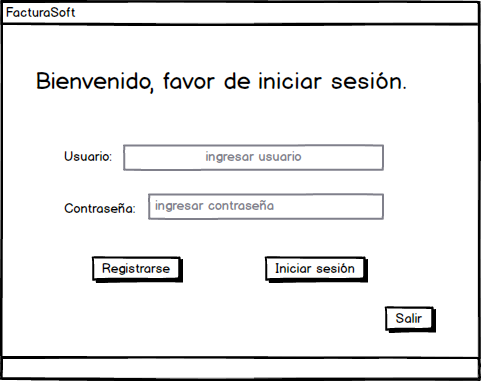 FacturaSoft
Bienvenido, favor de iniciar sesión.
Usuario: ingresar usuario
Contraseña: ingresar contraseña
Registrarse Iniciar sesión
Salir